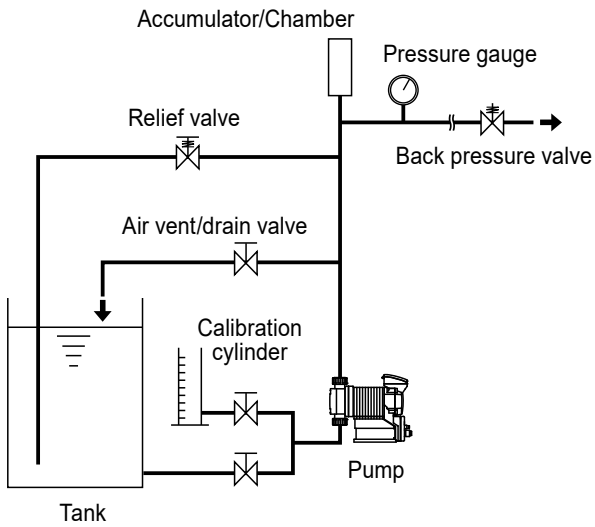 Accumulator/Chamber
Pressure gauge
Relief valve
Back pressure valve
Air vent/drain valve
Calibration
cylinder
Pump
Tank